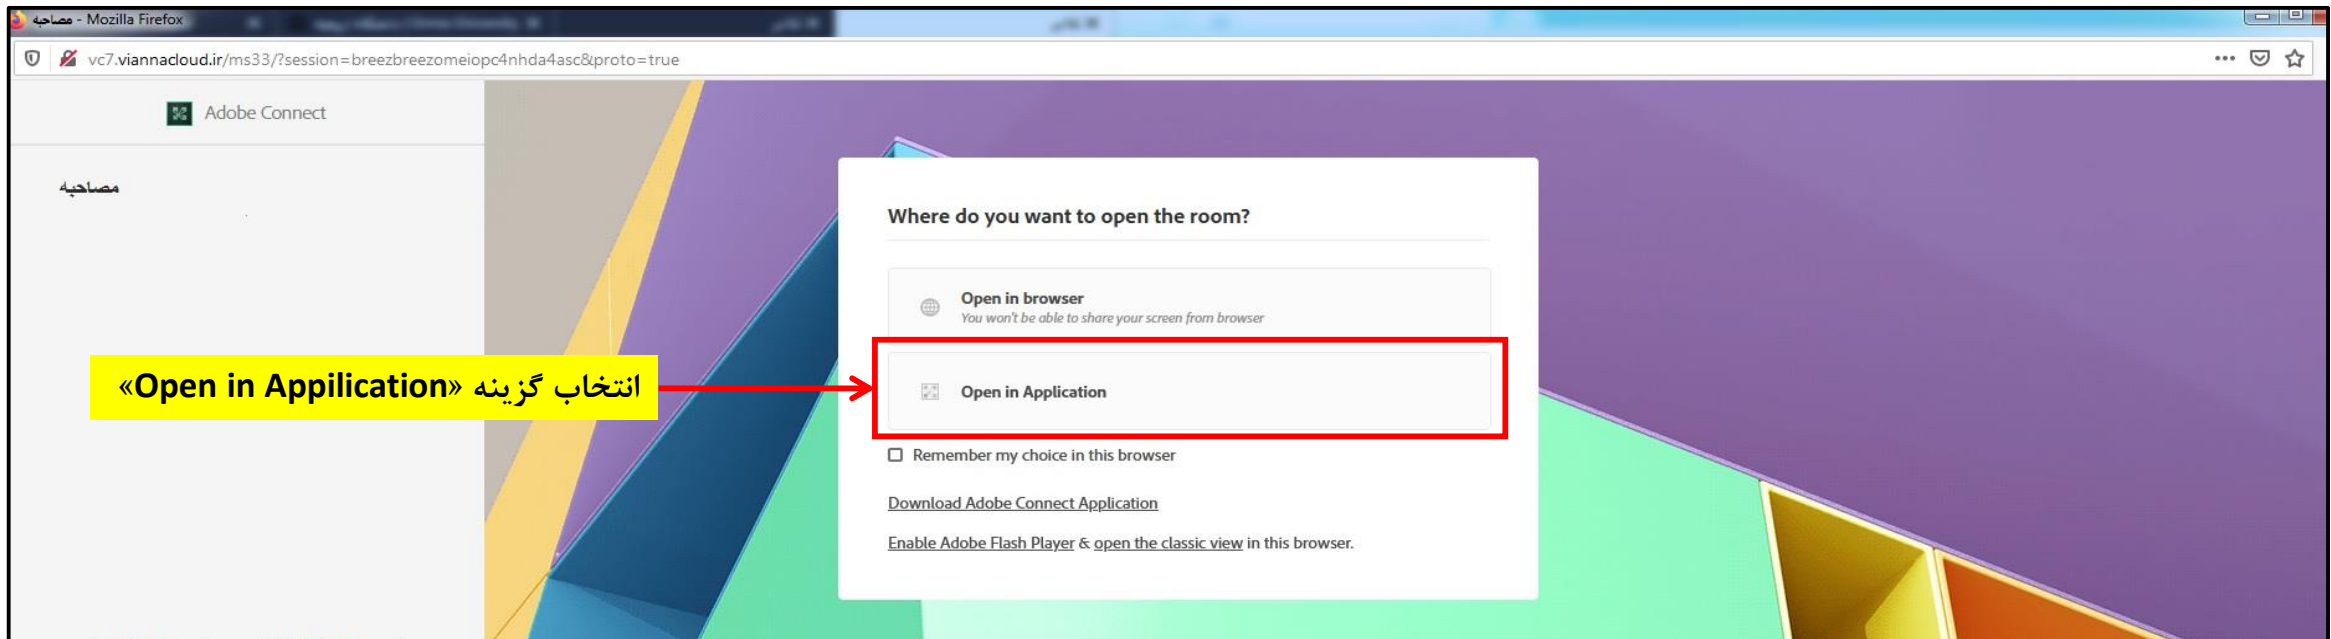 مصاحبه - Mozilla Firefox
vc7.viannacloud.ir/ms33/?session=breezbreezomeiopc4nhda4asc&proto=true
Adobe Connect
مصاحبه
Where do you want to open the room?
Open in browser
You won't be able to share your screen from browser
انتخاب گزینه «Open in Appilication»
Open in Application
Remember my choice in this browser
Download Adobe Connect Application
Enable Adobe Flash Player & open the classic view in this browser.